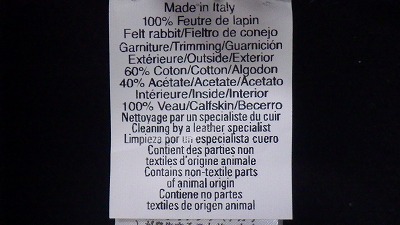 Made in Italy
100% Feutre de lapin
Felt rabbit/Fieltro de conejo
Garniture/Trimming/Guarnición
Extérieure/Outside/Exterior
60% Coton/Cotton/Algodon
40% Acétate/Acetate/Acetato
Intérieure/Inside/Interior
100% Veau/Calfskin/Becerro
Nettoyage par un specialiste du cuir
Cleaning by a leather specialist
Limpieza por un especialista cuero
Contient des parties non
textiles d'origine animale
Contains non-textile parts
of animal origin
Contiene no partes
textiles de origen animal